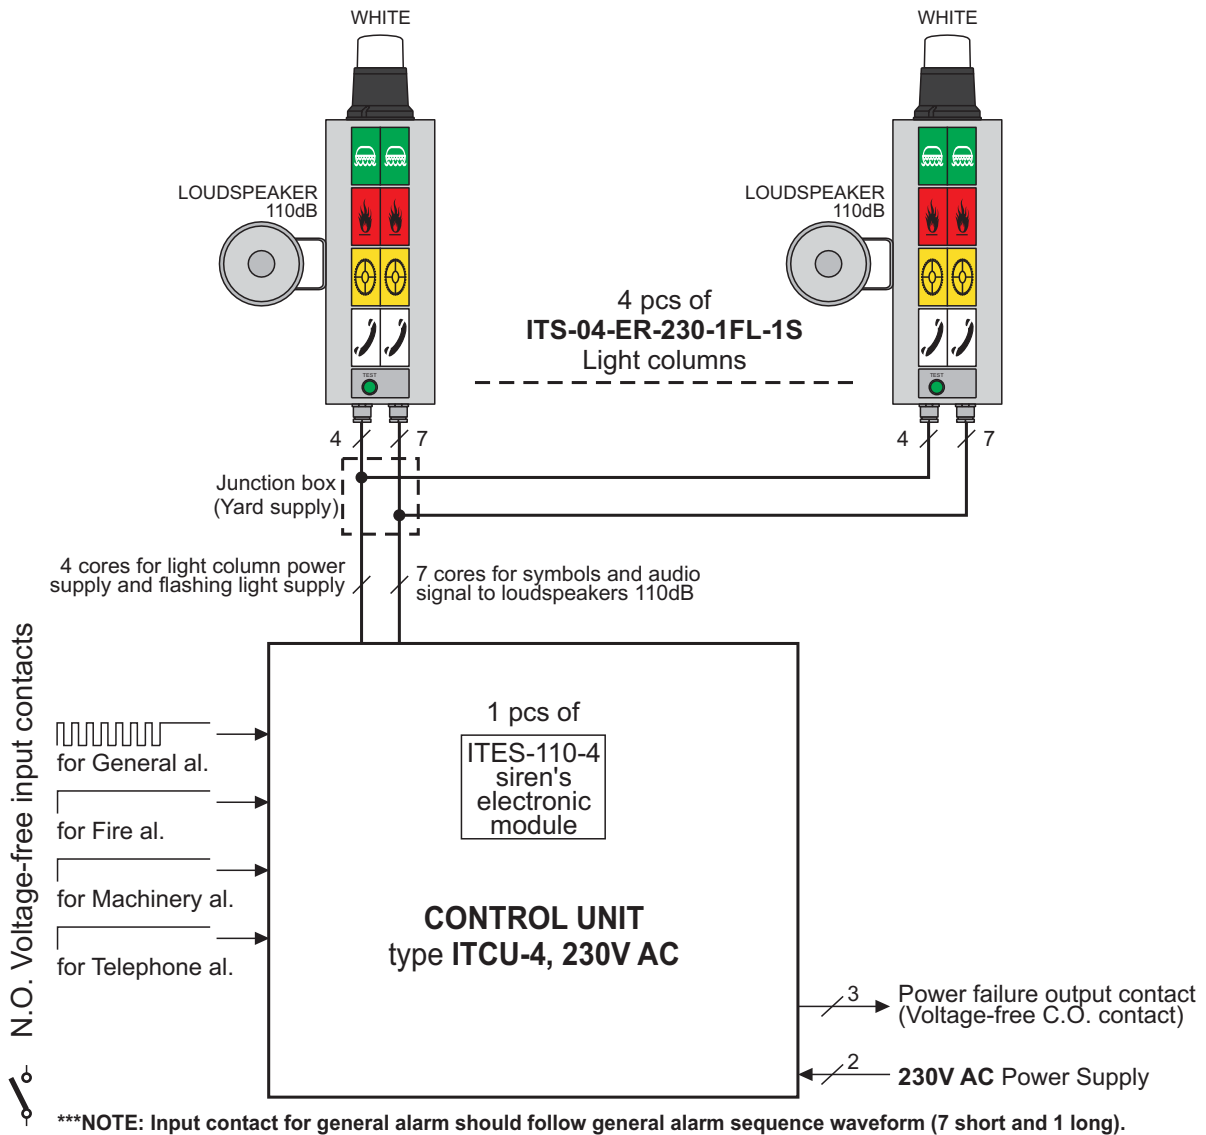 WHITE
WHITE
LOUDSPEAKER
110dB
LOUDSPEAKER
110dB
4 pcs of
ITS-04-ER-230-1FL-1S
Light columns
TEST
TEST
4
7
4
7
Junction box
(Yard supply)
4 cores for light column power
supply and flashing light supply
7 cores for symbols and audio
signal to loudspeakers 110dB
N.O. Voltage-free input contacts
for General al.
for Fire al.
for Machinery al.
for Telephone al.
1 pcs of
ITES-110-4
siren's
electronic
module
CONTROL UNIT
type ITCU-4, 230V AC
3
Power failure output contact
(Voltage-free C.O. contact)
2
230V AC Power Supply
***NOTE: Input contact for general alarm should follow general alarm sequence waveform (7 short and 1 long).